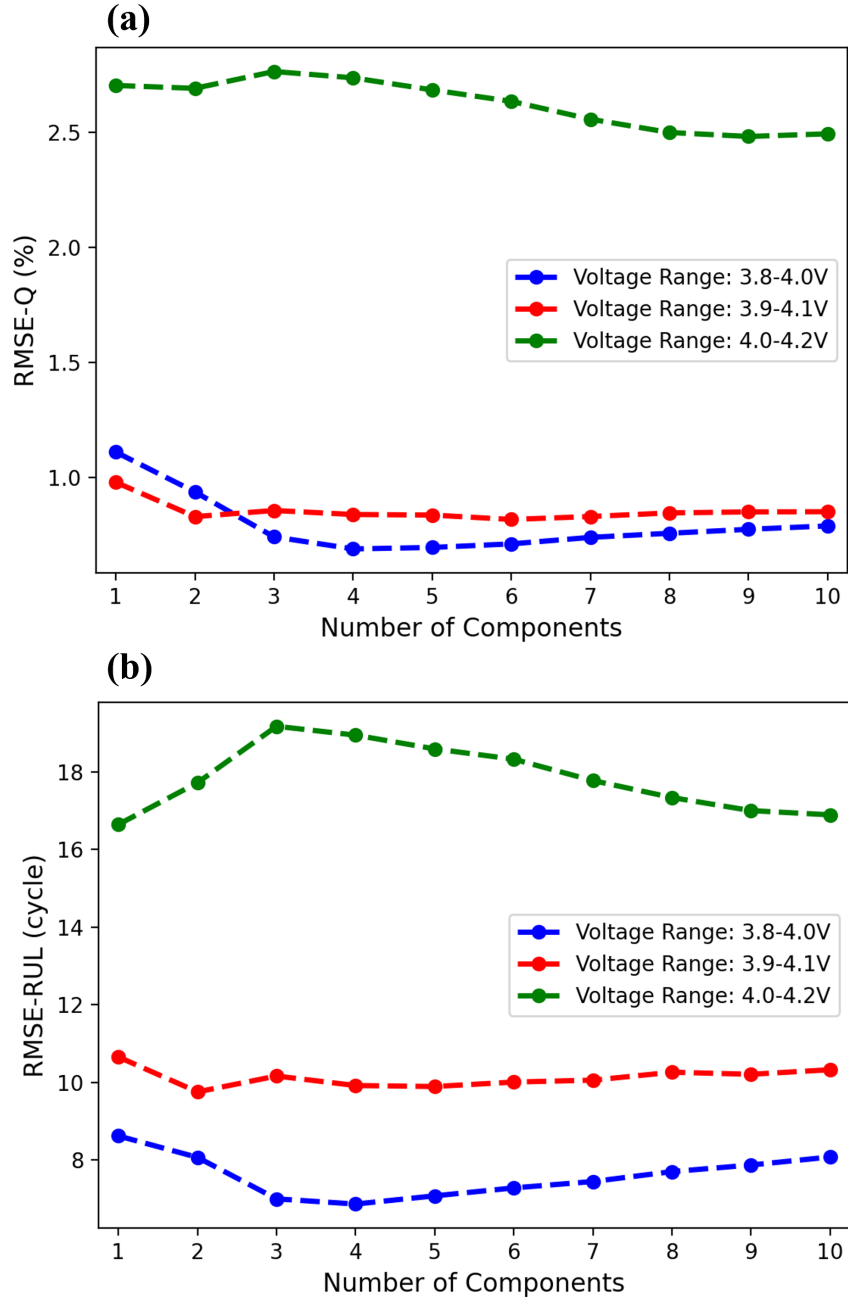 (a)
RMSE-Q (%)
2.5
2.0
1.5
1.0
Voltage Range: 3.8-4.0V
Voltage Range: 3.9-4.1V
Voltage Range: 4.0-4.2V
1 2 3 4 5 6 7 8 9 10
Number of Components
(b)
RMSE-RUL (cycle)
18
16
14
12
10
8
Voltage Range: 3.8-4.0V
Voltage Range: 3.9-4.1V
Voltage Range: 4.0-4.2V
1 2 3 4 5 6 7 8 9 10
Number of Components